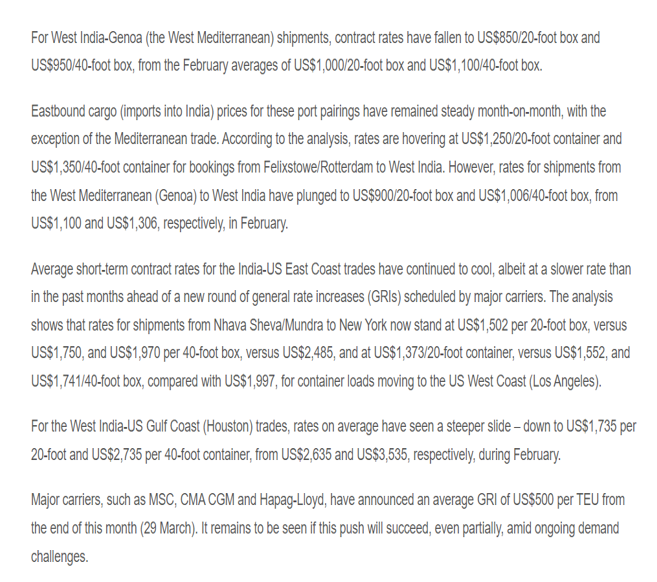 For West India-Genoa (the West Mediterranean) shipments, contract rates have fallen to US$850/20-foot box and
US$950/40-foot box, from the February averages of US$1,000/20-foot box and US$1,100/40-foot box.
Eastbound cargo (imports into India) prices for these port pairings have remained steady month-on-month, with the
exception of the Mediterranean trade. According to the analysis, rates are hovering at US$1,250/20-foot container and
US$1,350/40-foot container for bookings from Felixstowe/Rotterdam to West India. However, rates for shipments from
the West Mediterranean (Genoa) to West India have plunged to US$900/20-foot box and US$1,006/40-foot box, from
US$1,100 and US$1,306, respectively, in February.
Average short-term contract rates for the India-US East Coast trades have continued to cool, albeit at a slower rate than
in the past months ahead of a new round of general rate increases (GRIs) scheduled by major carriers. The analysis
shows that rates for shipments from Nhava Sheva/Mundra to New York now stand at US$1,502 per 20-foot box, versus
US$1,750, and US$1,970 per 40-foot box, versus US$2,485, and at US$1,373/20-foot container, versus US$1,552, and
US$1,741/40-foot box, compared with US$1,997, for container loads moving to the US West Coast (Los Angeles).
For the West India-US Gulf Coast (Houston) trades, rates on average have seen a steeper slide – down to US$1,735 per
20-foot and US$2,735 per 40-foot container, from US$2,635 and US$3,535, respectively, during February.
Major carriers, such as MSC, CMA CGM and Hapag-Lloyd, have announced an average GRI of US$500 per TEU from
the end of this month (29 March). It remains to be seen if this push will succeed, even partially, amid ongoing demand
challenges.